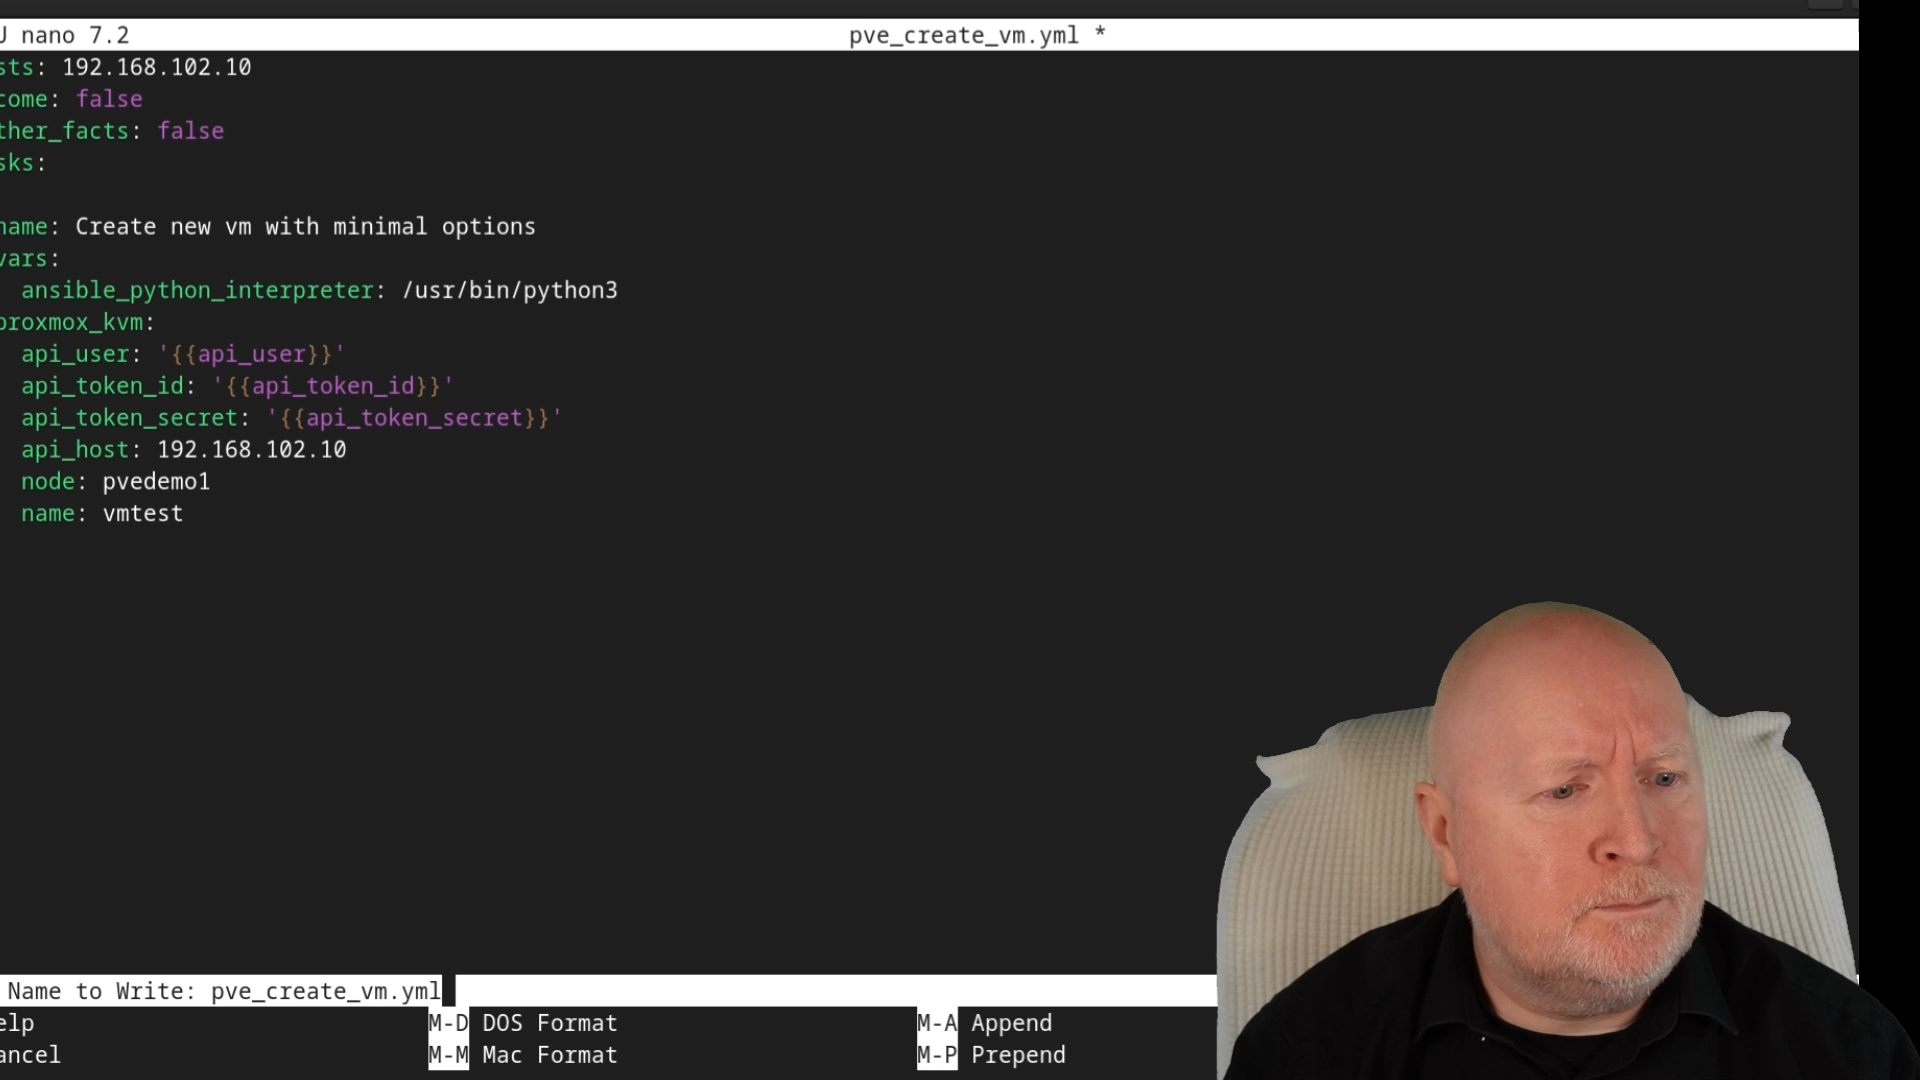 U nano 7.2 pve_create_vm.yml *
sts: 192.168.102.10
come: false
ther_facts: false
sks:
name: Create new vm with minimal options
vars:
ansible_python_interpreter: /usr/bin/python3
proxmox_kvm:
api_user: '{{api_user}}'
api_token_id: '{{api_token_id}}'
api_token_secret: '{{api_token_secret}}'
api_host: 192.168.102.10
node: pvedemo1
name: vmtest
Name to Write: pve_create_vm.yml
elp M-D DOS Format M-A Append
ancel M-M Mac Format M-P Prepend